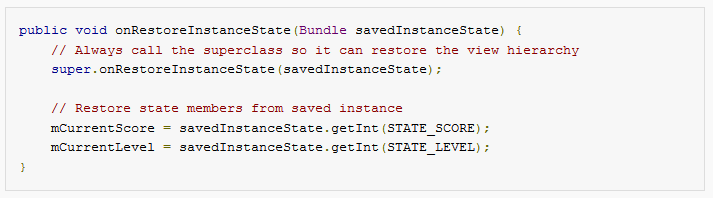 public void onRestoreInstanceState(Bundle savedInstanceState) {
    // Always call the superclass so it can restore the view hierarchy
    super.onRestoreInstanceState(savedInstanceState);

    // Restore state members from saved instance
    mCurrentScore = savedInstanceState.getInt(STATE_SCORE);
    mCurrentLevel = savedInstanceState.getInt(STATE_LEVEL);
}